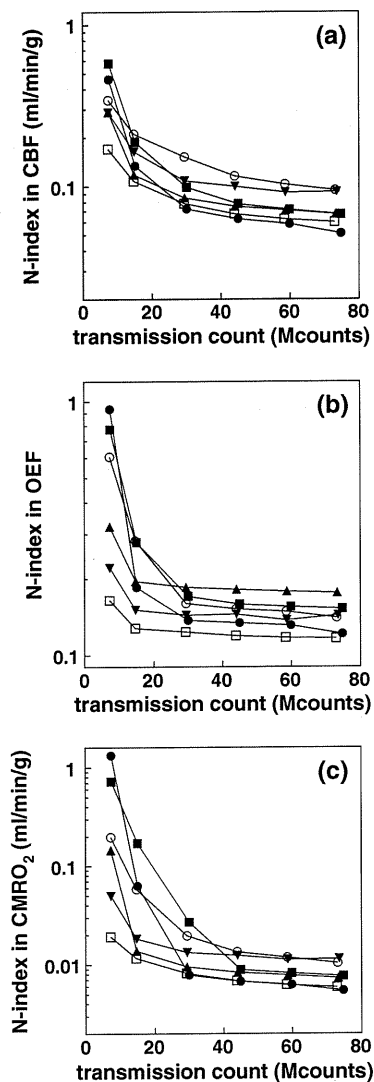 (a)
N-index in CBF (ml/min/g)
1
0.1
0 20 40 60 80
transmission count (Mcounts)
(b)
N-index in OEF
1
0.1
0 20 40 60 80
transmission count (Mcounts)
(c)
N-index in CMRO₂ (ml/min/g)
1
0.1
0.01
0 20 40 60 80
transmission count (Mcounts)